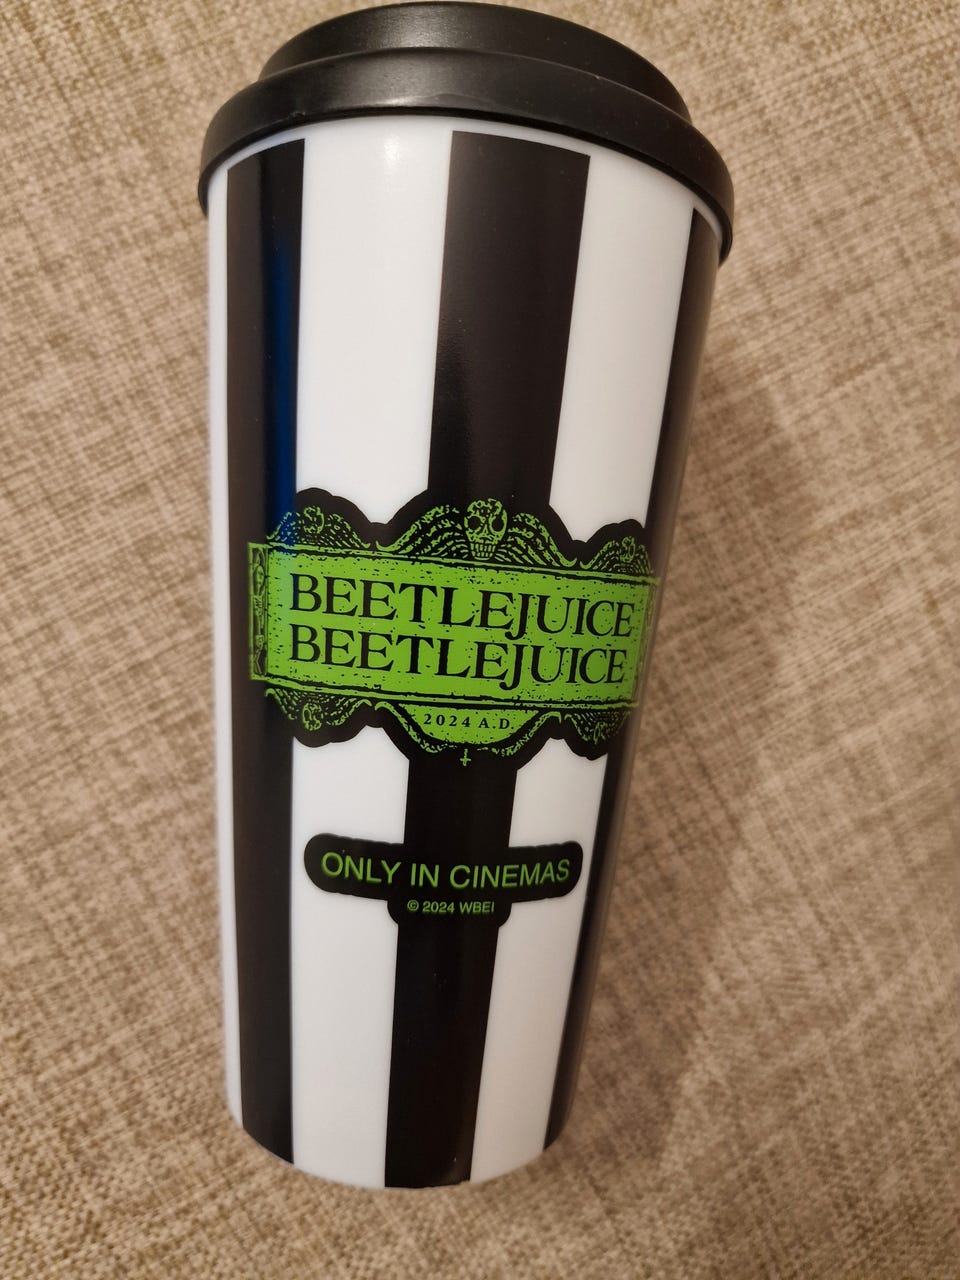 BEETLEJUICE
BEETLEJUICE
2024 A.D.
ONLY IN CINEMAS
© 2024 WBEI